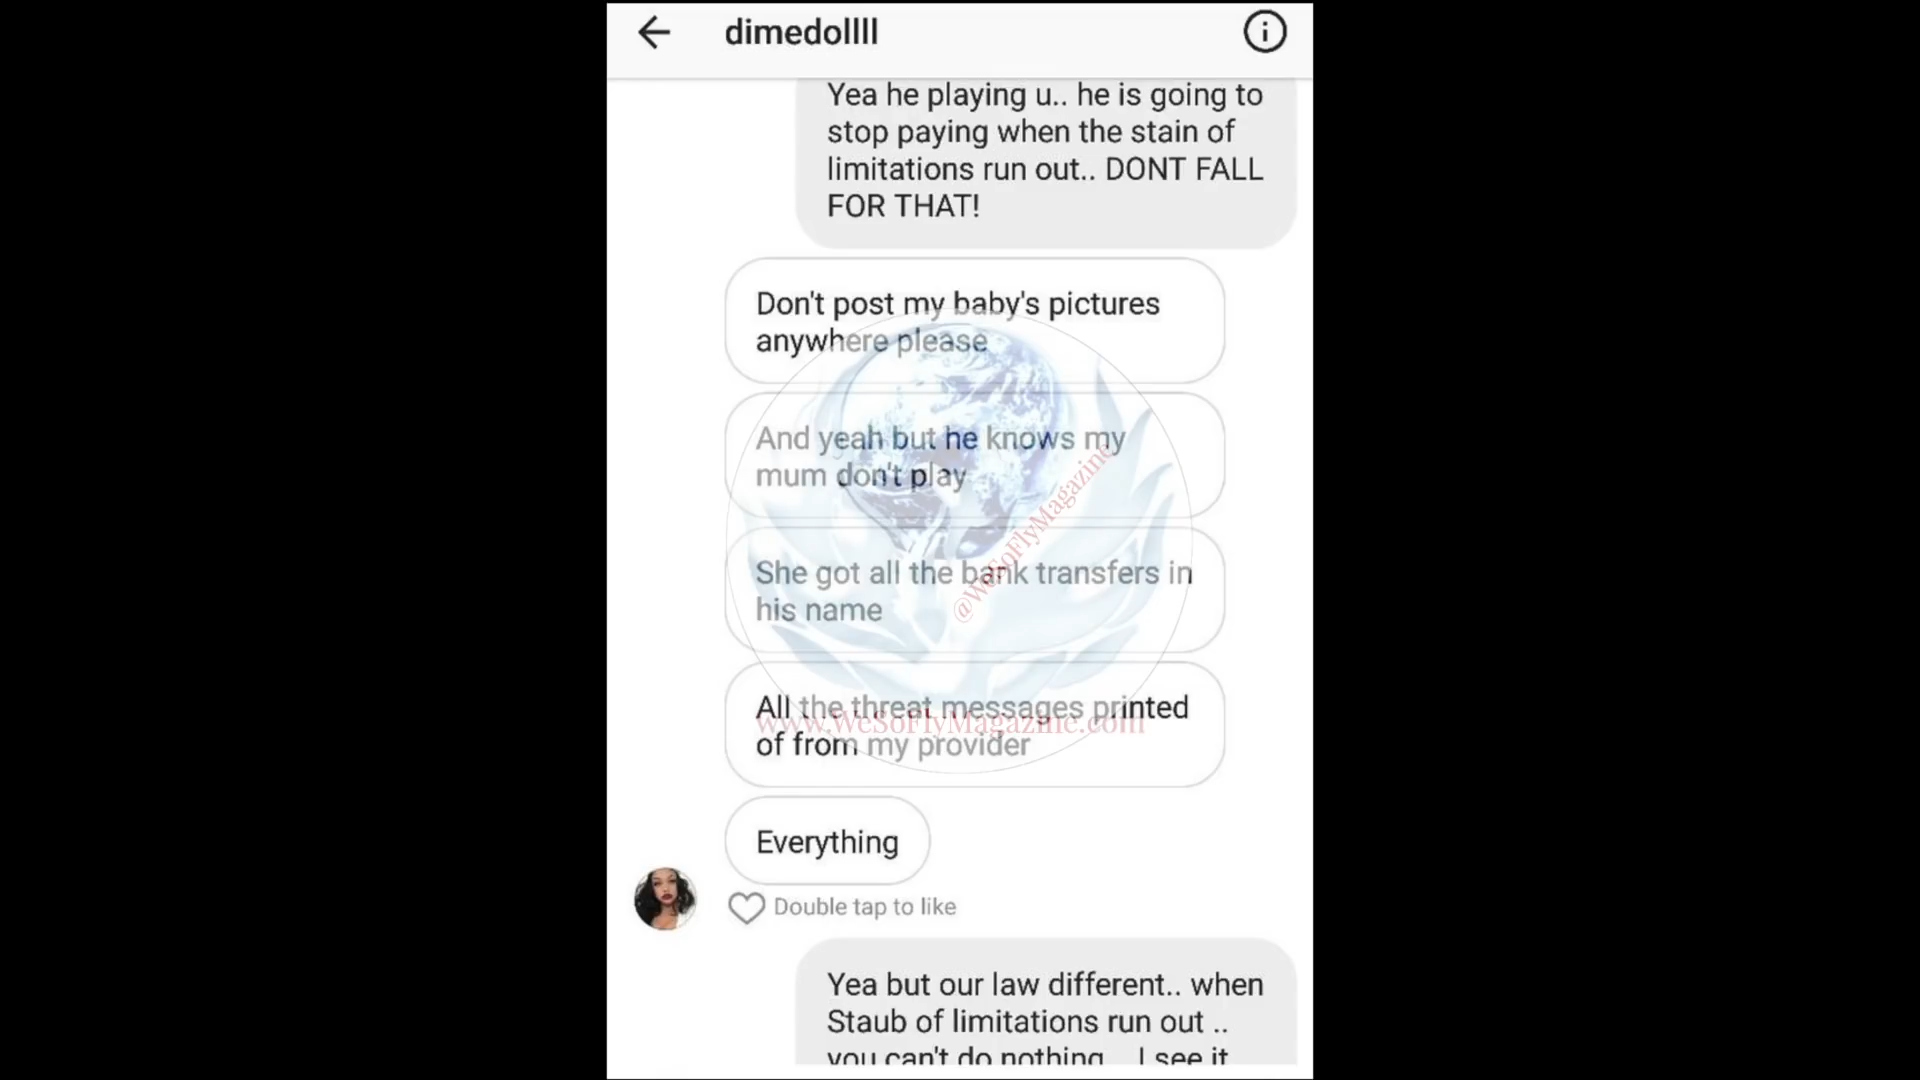 dimedollll
Yea he playing u.. he is going to
stop paying when the stain of
limitations run out.. DONT FALL
FOR THAT!
Don't post my baby's pictures
anywhere please
And yeah but he knows my
mum don't play
She got all the bank transfers in
his name
@WeSoFlyMagazine
All the threat messages printed
www.WeSoFlyMagazine.com
of from my provider
Everything
Double tap to like
Yea but our law different.. when
Staub of limitations run out ..
you can't do nothing... I see it